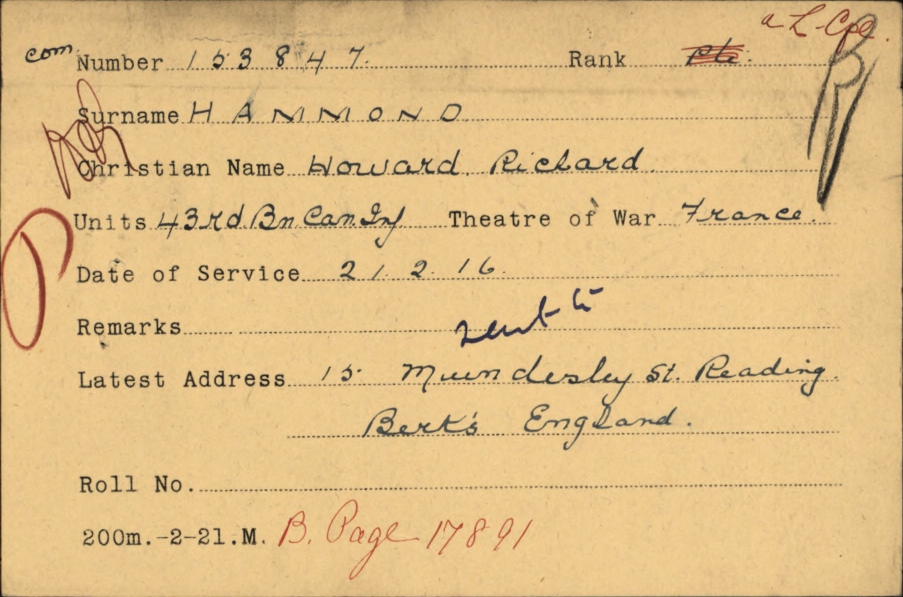 a L. Cpl.
com Number 153847. Rank Pte.
Surname HAMMOND
Christian Name Howard Richard
Units 43rd Bn Can Inf Theatre of War France.
Date of Service 21.2.16.
Remarks
Latest Address 15 Mundesley St. Reading.
Berk's England.
Roll No.
200m.-2-21.M. B. Page 17891